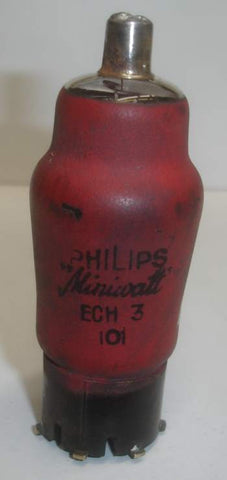 PHILIPS
"Miniwatt"
ECH 3
101